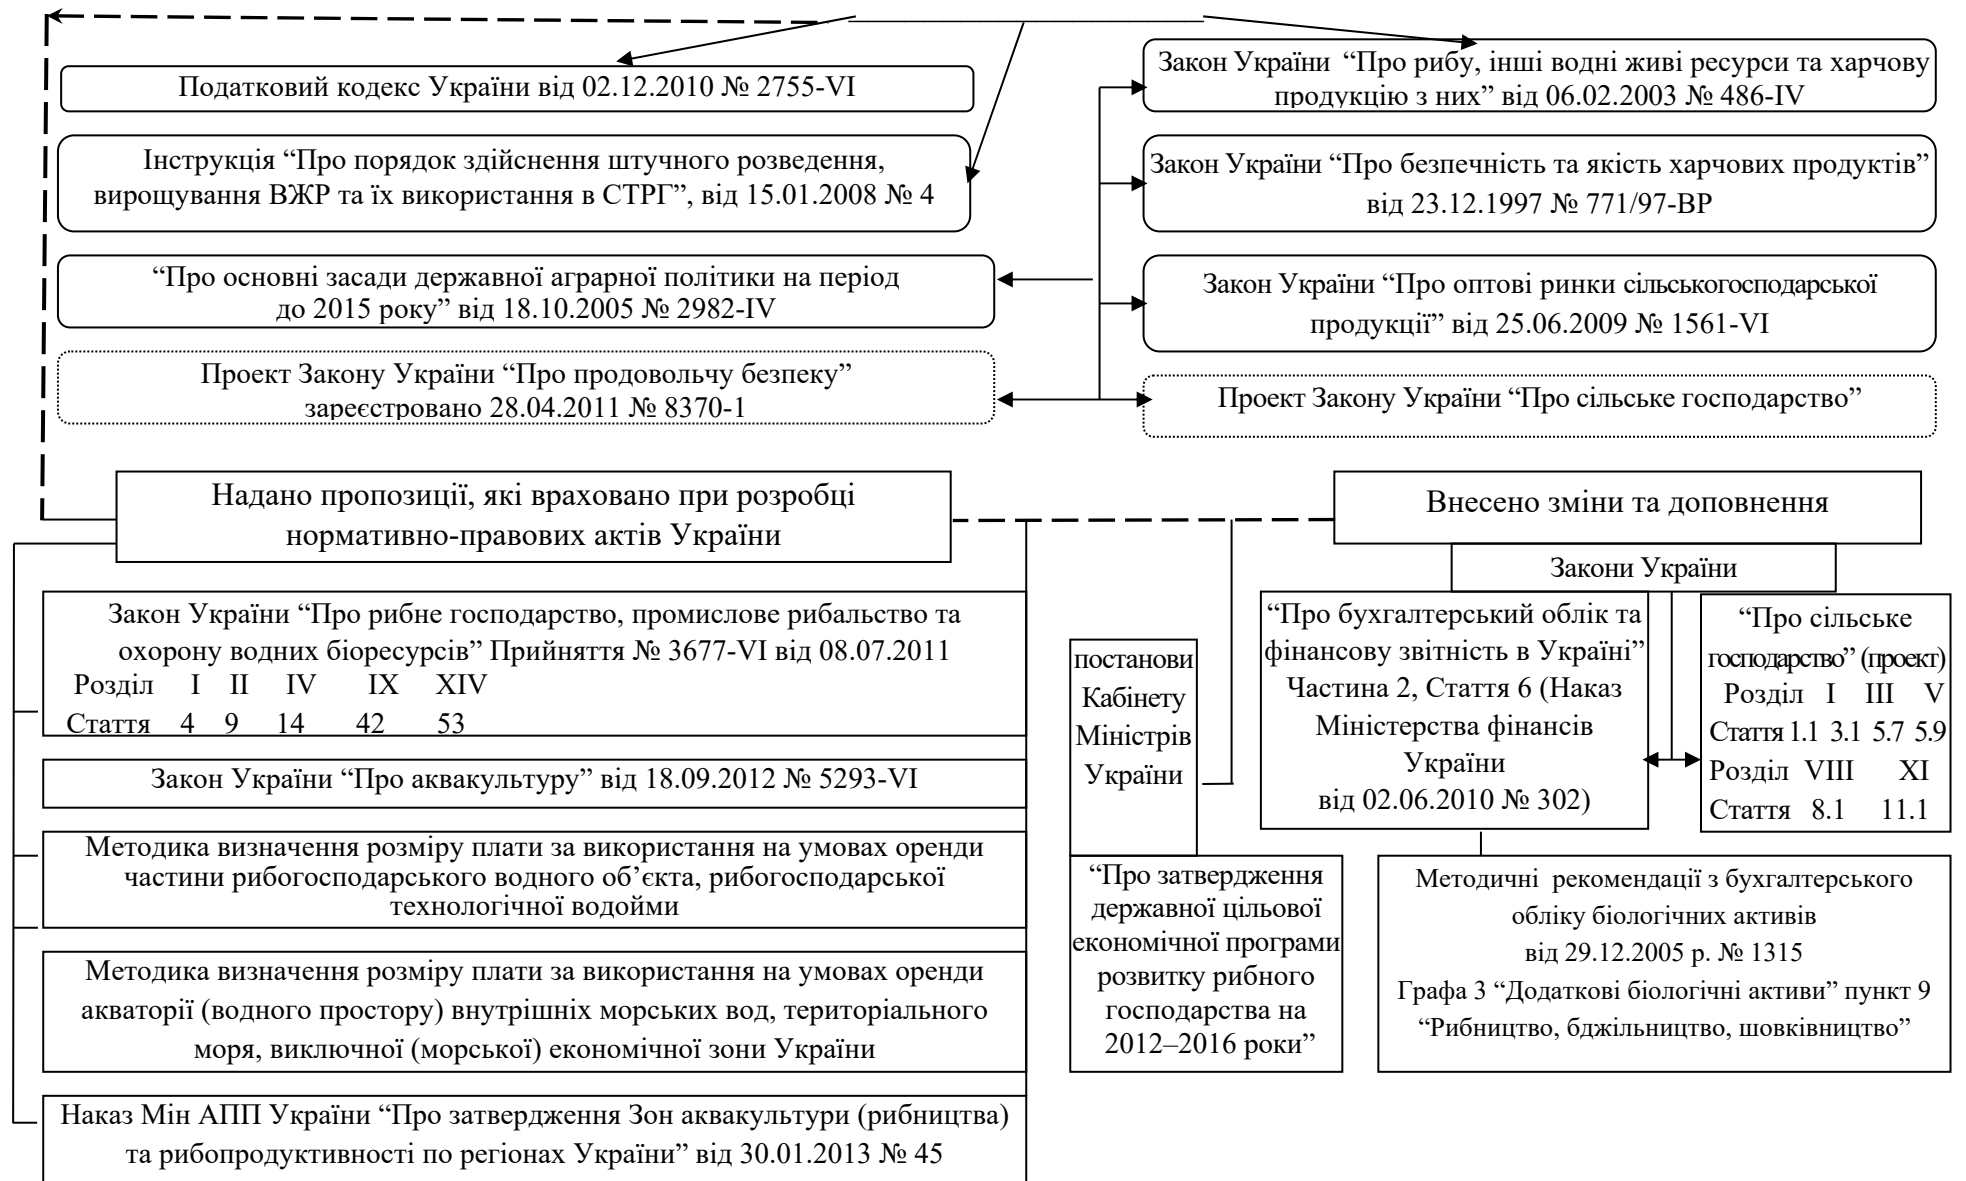 Податковий кодекс України від 02.12.2010 № 2755-VI
Закон України “Про рибу, інші водні живі ресурси та харчову
продукцію з них” від 06.02.2003 № 486-IV
Інструкція “Про порядок здійснення штучного розведення,
вирощування ВЖР та їх використання в СТРГ”, від 15.01.2008 № 4
Закон України “Про безпечність та якість харчових продуктів”
від 23.12.1997 № 771/97-ВР
“Про основні засади державної аграрної політики на період
до 2015 року” від 18.10.2005 № 2982-IV
Закон України “Про оптові ринки сільськогосподарської
продукції” від 25.06.2009 № 1561-VI
Проект Закону України “Про продовольчу безпеку”
зареєстровано 28.04.2011 № 8370-1
Проект Закону України “Про сільське господарство”
Надано пропозиції, які враховано при розробці
нормативно-правових актів України
Внесено зміни та доповнення
Закони України
Закон України “Про рибне господарство, промислове рибальство та
охорону водних біоресурсів” Прийняття № 3677-VI від 08.07.2011
Розділ I II IV IX XIV
Стаття 4 9 14 42 53
Закон України “Про аквакультуру” від 18.09.2012 № 5293-VI
Методика визначення розміру плати за використання на умовах оренди
частини рибогосподарського водного об’єкта, рибогосподарської
технологічної водойми
Методика визначення розміру плати за використання на умовах оренди
акваторії (водного простору) внутрішніх морських вод, територіального
моря, виключної (морської) економічної зони України
Наказ Мін АПП України “Про затвердження Зон аквакультури (рибництва)
та рибопродуктивності по регіонах України” від 30.01.2013 № 45
постанови
Кабінету
Міністрів
України
“Про затвердження
державної цільової
економічної програми
розвитку рибного
господарства на
2012–2016 роки”
“Про бухгалтерський облік та
фінансову звітність в Україні”
Частина 2, Стаття 6 (Наказ
Міністерства фінансів
України
від 02.06.2010 № 302)
“Про сільське
господарство” (проект)
Розділ I III V
Стаття 1.1 3.1 5.7 5.9
Розділ VIII XI
Стаття 8.1 11.1
Методичні рекомендації з бухгалтерського
обліку біологічних активів
від 29.12.2005 р. № 1315
Графа 3 “Додаткові біологічні активи” пункт 9
“Рибництво, бджільництво, шовківництво”